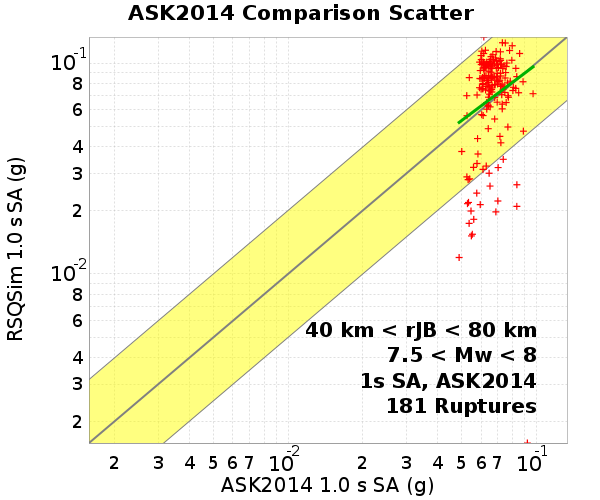 ASK2014 Comparison Scatter
10-1
8
6
4
3
2
10-2
8
6
4
3
2
RSQSim 1.0 s SA (g)
40 km < rJB < 80 km
7.5 < Mw < 8
1s SA, ASK2014
181 Ruptures
2 3 4 5 6 7 10-2 2 3 4 5 6 7 10-1
ASK2014 1.0 s SA (g)